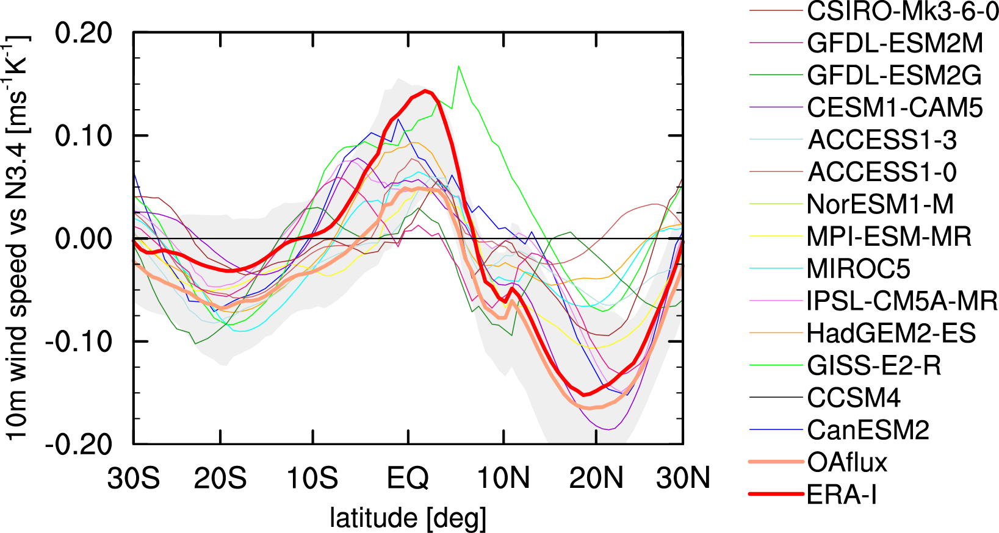 10m wind speed vs N3.4 [ms⁻¹K⁻¹]
0.20
0.10
0.00
-0.10
-0.20
30S 20S 10S EQ 10N 20N 30N
latitude [deg]
CSIRO-Mk3-6-0
GFDL-ESM2M
GFDL-ESM2G
CESM1-CAM5
ACCESS1-3
ACCESS1-0
NorESM1-M
MPI-ESM-MR
MIROC5
IPSL-CM5A-MR
HadGEM2-ES
GISS-E2-R
CCSM4
CanESM2
OAflux
ERA-I